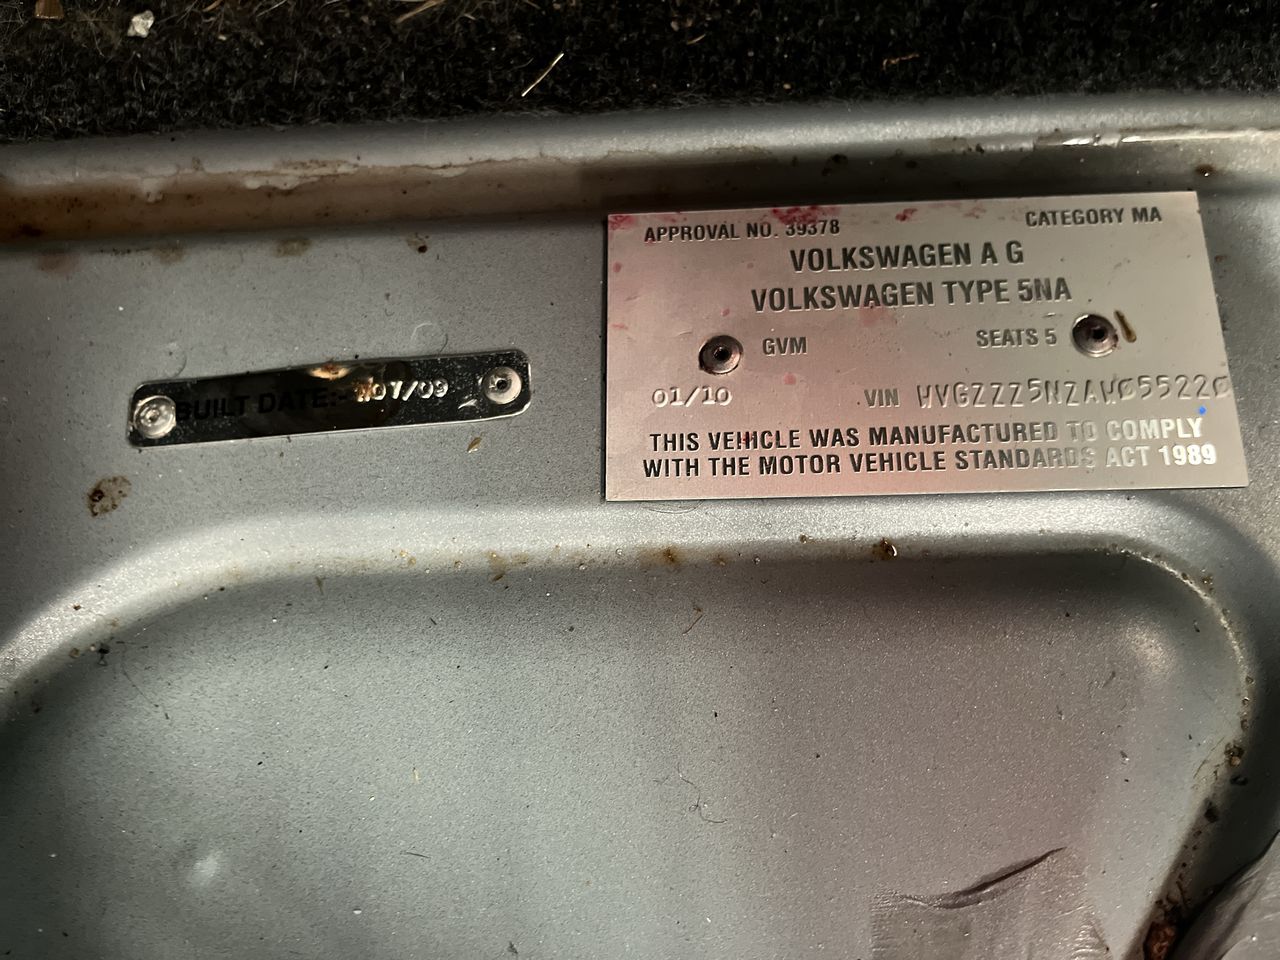 BUILT DATE:- 07/09
APPROVAL NO. 39378 CATEGORY MA
VOLKSWAGEN A G
VOLKSWAGEN TYPE 5NA
GVM SEATS 5
01/10 VIN WVGZZZ5NZAW055220
THIS VEHICLE WAS MANUFACTURED TO COMPLY
WITH THE MOTOR VEHICLE STANDARDS ACT 1989